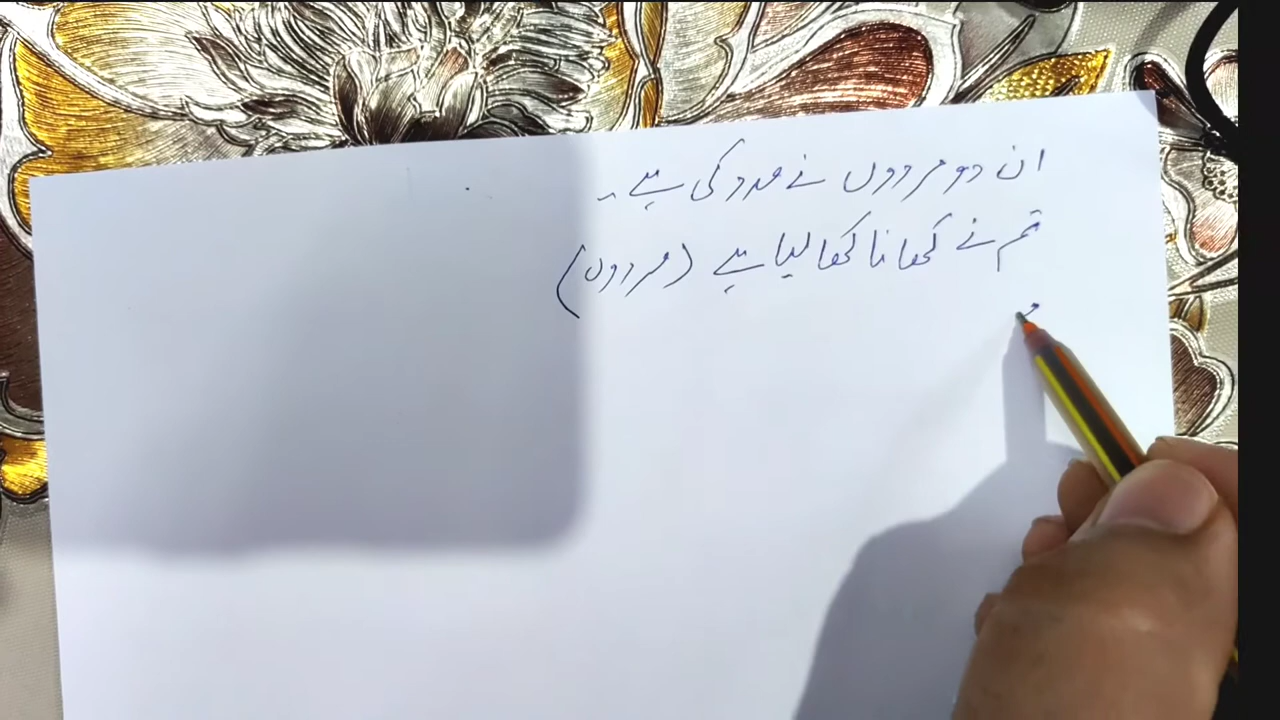 ان دو مردوں نے مدد کی ہے۔
تم نے کھانا کھا لیا ہے (مردوں)